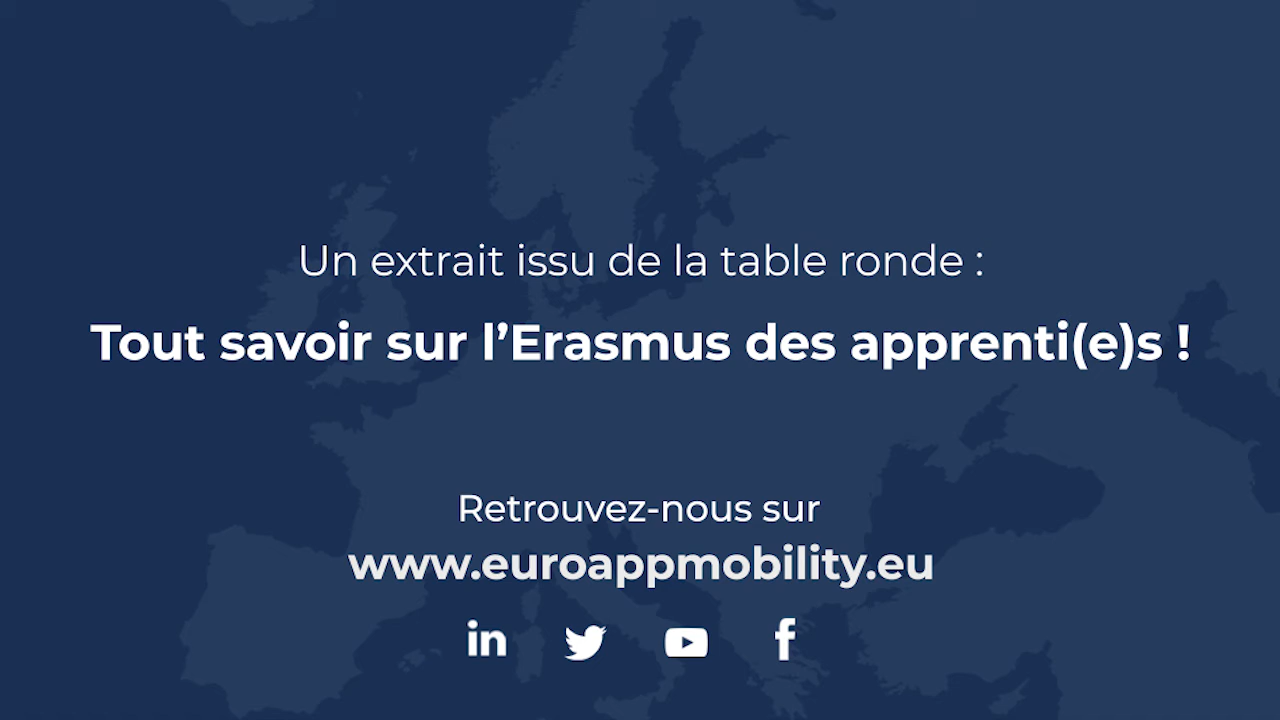 Un extrait issu de la table ronde :
Tout savoir sur l’Erasmus des apprenti(e)s !
Retrouvez-nous sur
www.euroappmobility.eu